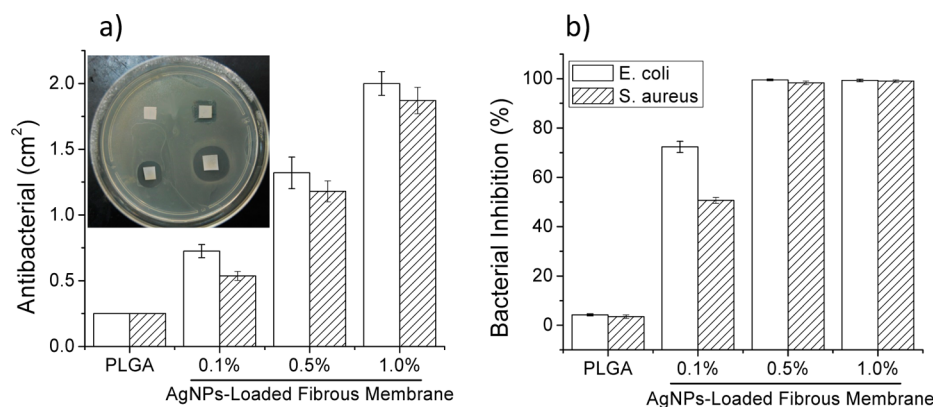 a)
Antibacterial (cm²)
2.0
1.5
1.0
0.5
0.0
PLGA 0.1% 0.5% 1.0%
AgNPs-Loaded Fibrous Membrane
b)
Bacterial Inhibition (%)
100
80
60
40
20
0
E. coli
S. aureus
PLGA 0.1% 0.5% 1.0%
AgNPs-Loaded Fibrous Membrane